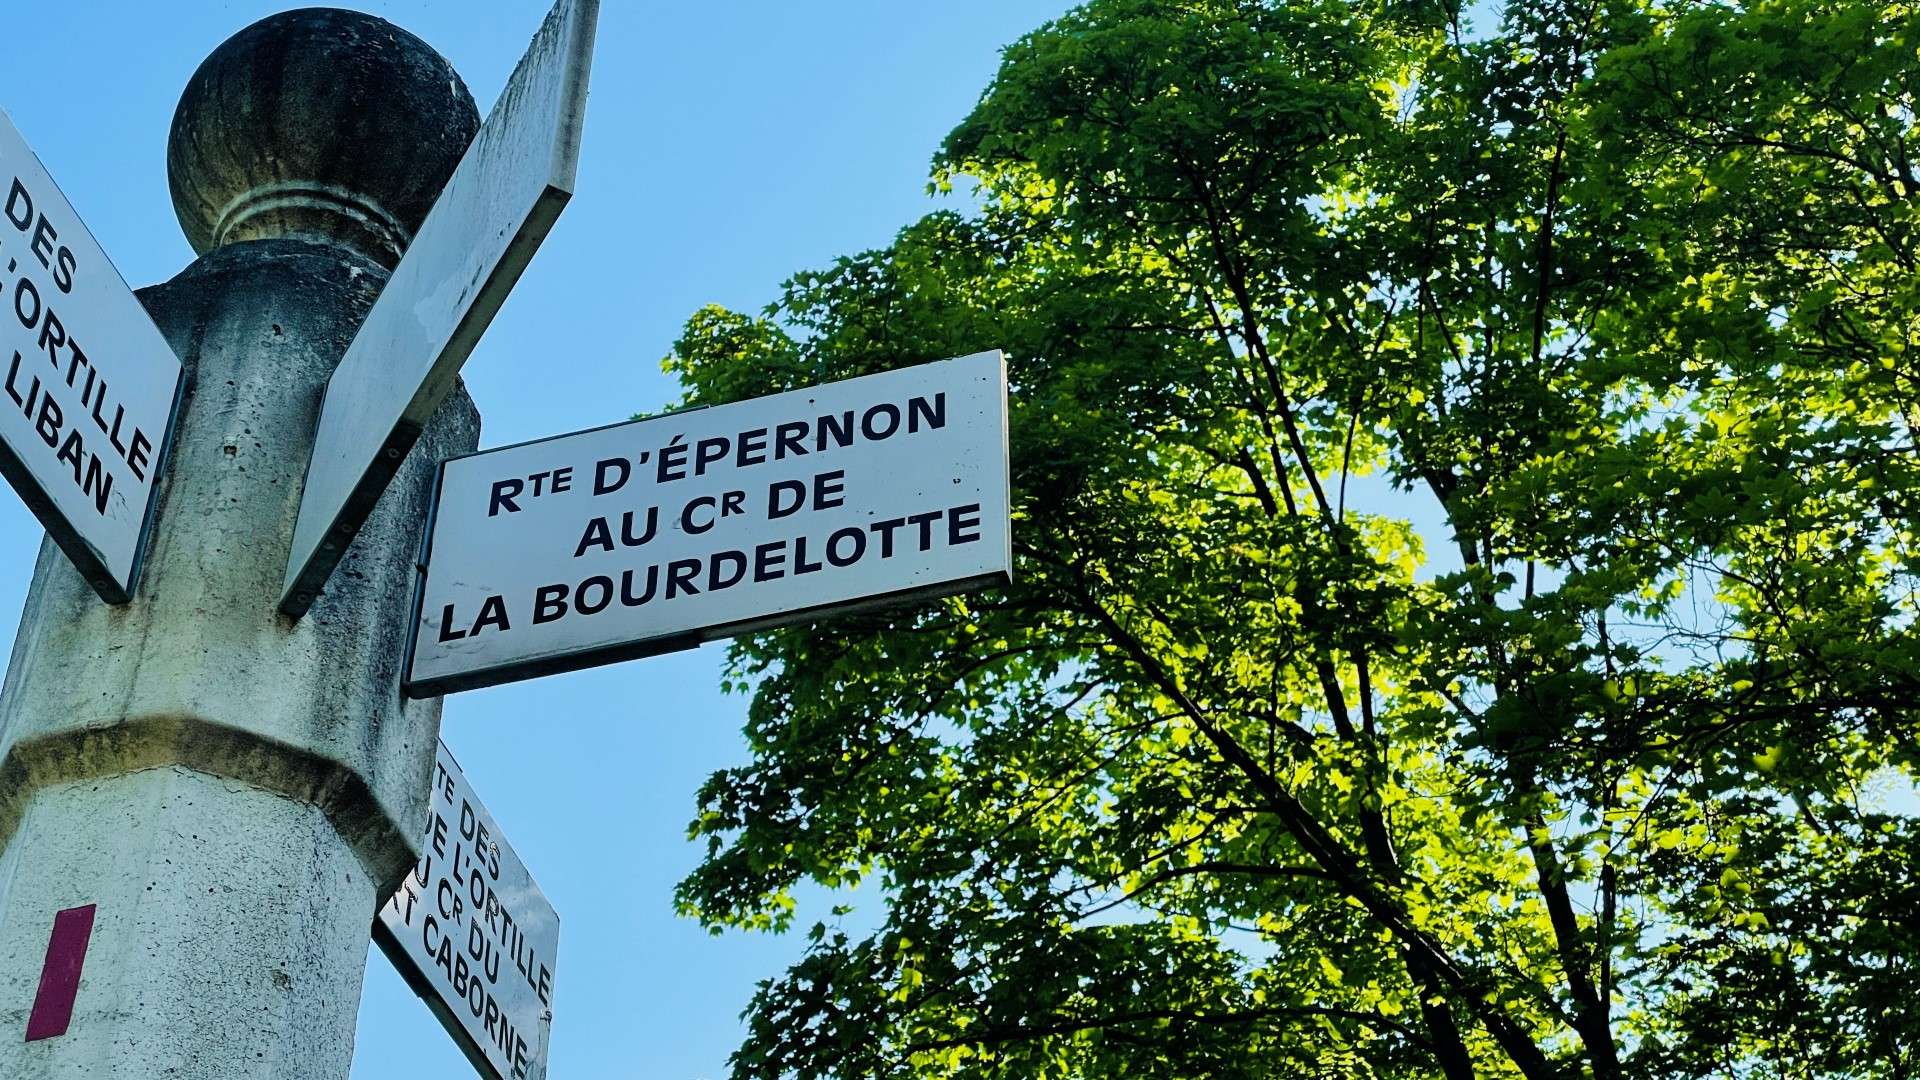 DES
L'ORTILLE
LIBAN
RTE D'ÉPERNON
AU CR DE
LA BOURDELOTTE
TE DES
DE L'ORTILLE
U CR DU
T CABORNE